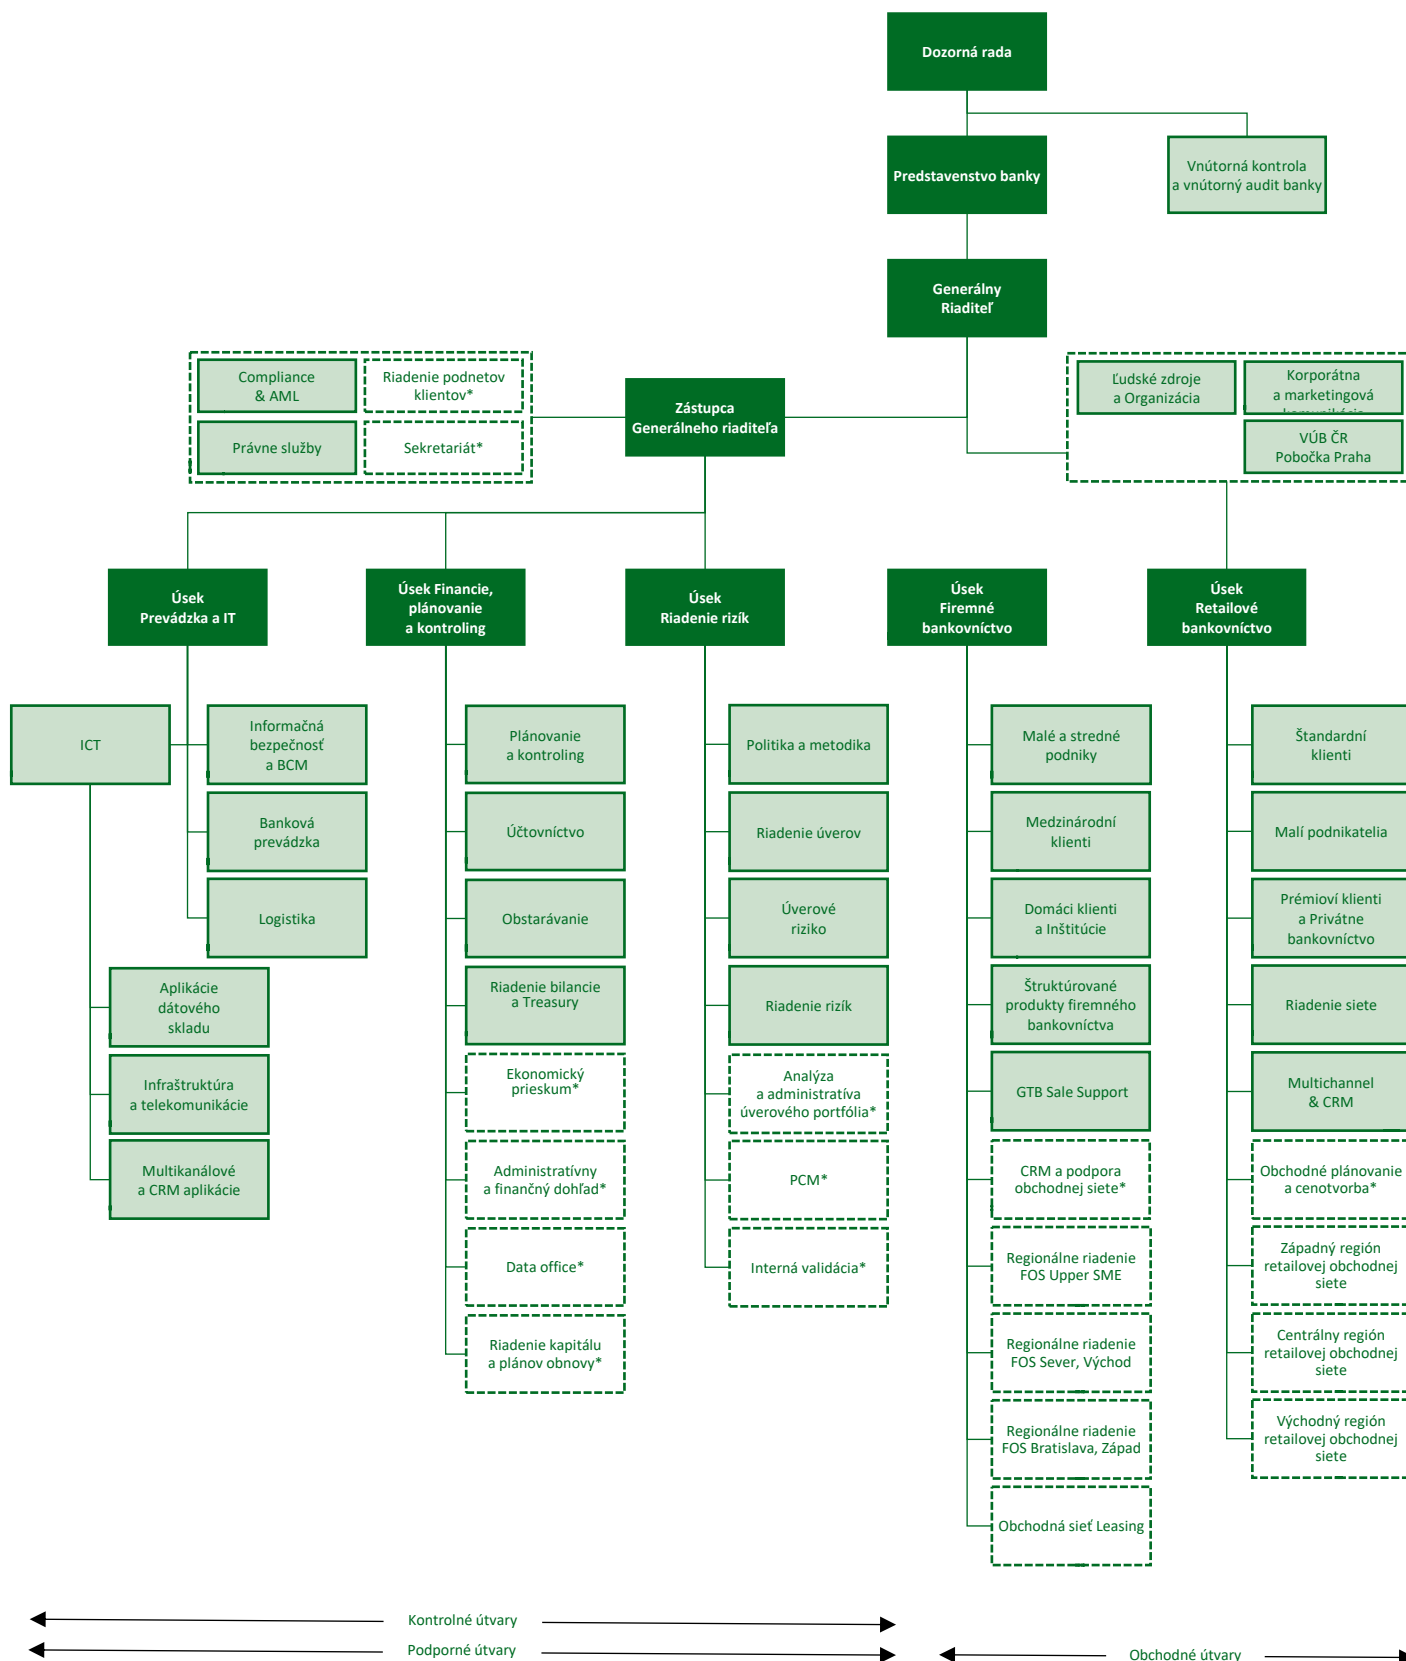 Dozorná rada
Predstavenstvo banky
Vnútorná kontrola
a vnútorný audit banky
Generálny
Riaditeľ
Compliance
& AML
Riadenie podnetov
klientov*
Právne služby
Sekretariát*
Zástupca
Generálneho riaditeľa
Ľudské zdroje
a Organizácia
Korporátna
a marketingová
komunikácia
VÚB ČR
Pobočka Praha
Úsek
Prevádzka a IT
Úsek Financie,
plánovanie
a kontroling
Úsek
Riadenie rizík
Úsek
Firemné
bankovníctvo
Úsek
Retailové
bankovníctvo
ICT
Informačná
bezpečnosť
a BCM
Banková
prevádzka
Logistika
Aplikácie
dátového
skladu
Infraštruktúra
a telekomunikácie
Multikanálové
a CRM aplikácie
Plánovanie
a kontroling
Účtovníctvo
Obstarávanie
Riadenie bilancie
a Treasury
Ekonomický
prieskum*
Administratívny
a finančný dohľad*
Data office*
Riadenie kapitálu
a plánov obnovy*
Politika a metodika
Riadenie úverov
Úverové
riziko
Riadenie rizík
Analýza
a administratíva
úverového portfólia*
PCM*
Interná validácia*
Malé a stredné
podniky
Medzinárodní
klienti
Domáci klienti
a Inštitúcie
Štruktúrované
produkty firemného
bankovníctva
GTB Sale Support
CRM a podpora
obchodnej siete*
Regionálne riadenie
FOS Upper SME
Regionálne riadenie
FOS Sever, Východ
Regionálne riadenie
FOS Bratislava, Západ
Obchodná sieť Leasing
Štandardní
klienti
Malí podnikatelia
Prémioví klienti
a Privátne
bankovníctvo
Riadenie siete
Multichannel
& CRM
Obchodné plánovanie
a cenotvorba*
Západný región
retailovej obchodnej
siete
Centrálny región
retailovej obchodnej
siete
Východný región
retailovej obchodnej
siete
Kontrolné útvary
Podporné útvary
Obchodné útvary